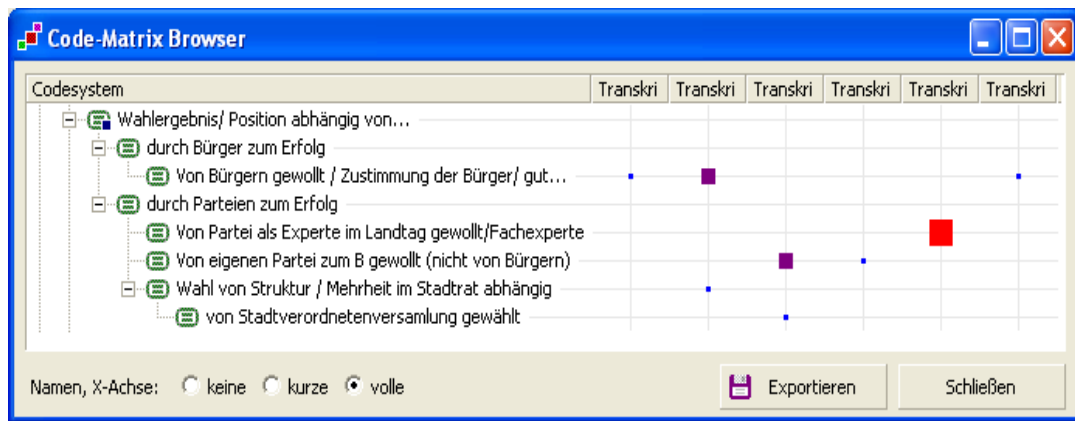 Code-Matrix Browser
Codesystem Transkri Transkri Transkri Transkri Transkri Transkri
Wahlergebnis/ Position abhängig von...
durch Bürger zum Erfolg
Von Bürgern gewollt / Zustimmung der Bürger/ gut...
durch Parteien zum Erfolg
Von Partei als Experte im Landtag gewollt/Fachexperte
Von eigenen Partei zum B gewollt (nicht von Bürgern)
Wahl von Struktur / Mehrheit im Stadtrat abhängig
von Stadtverordnetenversamlung gewählt
Namen, X-Achse: keine kurze volle Exportieren Schließen